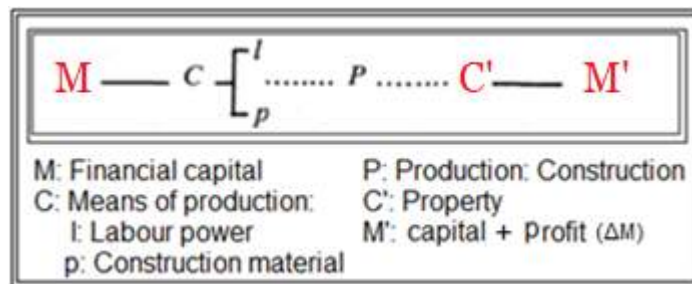 l
M C P C' M'
p
M: Financial capital P: Production: Construction
C: Means of production: C': Property
l: Labour power M': capital + profit (ΔM)
p: Construction material